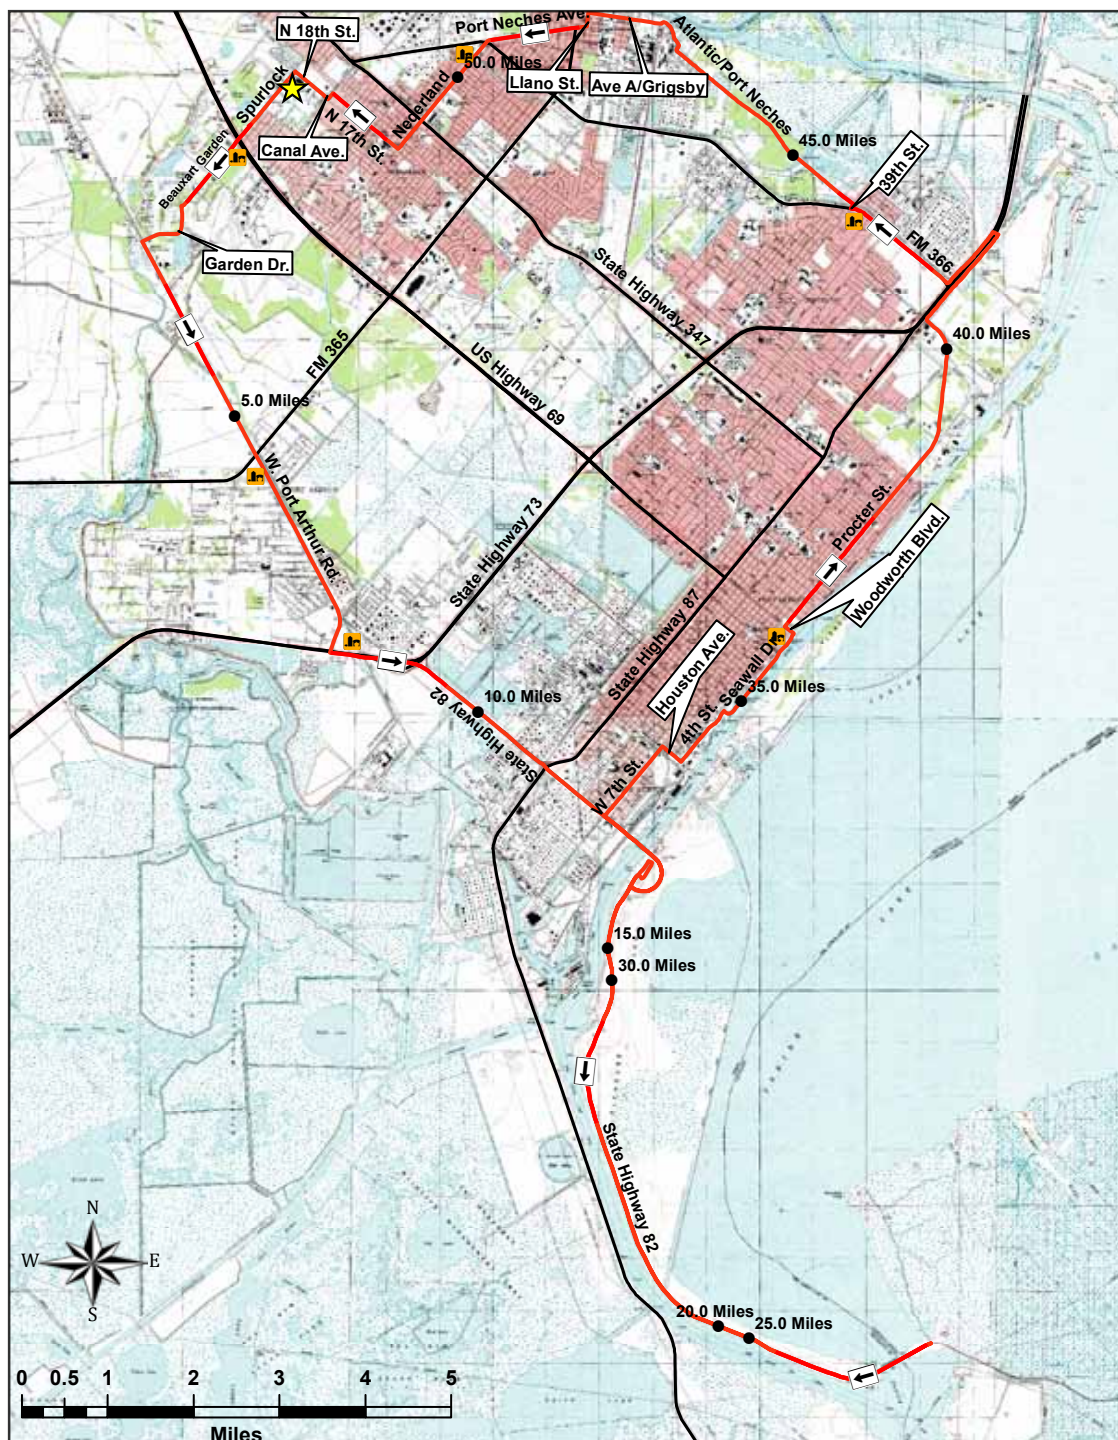 Port Neches Ave
N 18th St.
Atlantic/Port Neches
Spurlock
50.0 Miles
Llano St.
Ave A/Grigsby
Nederland
N 17th St.
Canal Ave.
Beauxart Garden
45.0 Miles
39th St.
Garden Dr.
FM 366
State Highway 347
40.0 Miles
FM 365
US Highway 69
5.0 Miles
W. Port Arthur Rd.
State Highway 73
Procter St.
Woodworth Blvd.
State Highway 87
Houston Ave.
Seawall Dr
35.0 Miles
10.0 Miles
State Highway 82
4th St.
W 7th St.
15.0 Miles
30.0 Miles
State Highway 82
N
W
E
S
20.0 Miles
25.0 Miles
0 0.5 1 2 3 4 5
Miles